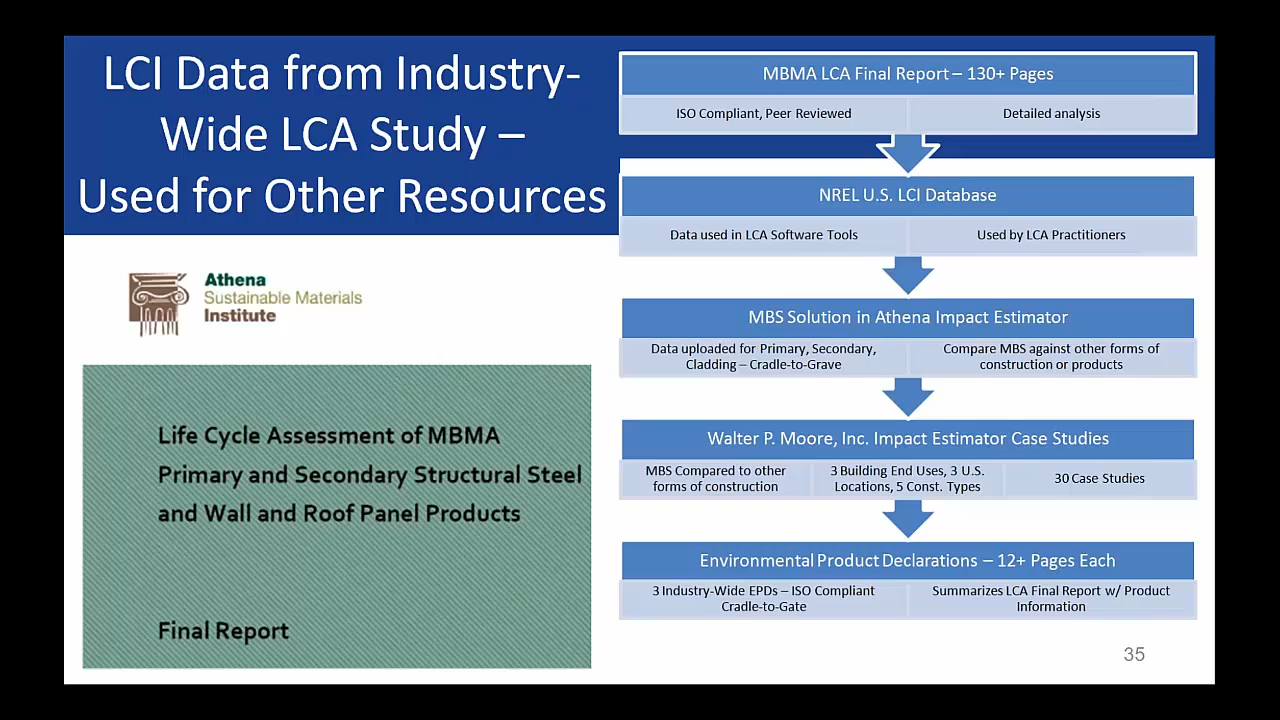 LCI Data from Industry-
Wide LCA Study –
Used for Other Resources
Athena
Sustainable Materials
Institute
Life Cycle Assessment of MBMA
Primary and Secondary Structural Steel
and Wall and Roof Panel Products
Final Report
MBMA LCA Final Report – 130+ Pages
ISO Compliant, Peer Reviewed
Detailed analysis
NREL U.S. LCI Database
Data used in LCA Software Tools
Used by LCA Practitioners
MBS Solution in Athena Impact Estimator
Data uploaded for Primary, Secondary,
Cladding – Cradle-to-Grave
Compare MBS against other forms of
construction or products
Walter P. Moore, Inc. Impact Estimator Case Studies
MBS Compared to other
forms of construction
3 Building End Uses, 3 U.S.
Locations, 5 Const. Types
30 Case Studies
Environmental Product Declarations – 12+ Pages Each
3 Industry-Wide EPDs – ISO Compliant
Cradle-to-Gate
Summarizes LCA Final Report w/ Product
Information
35